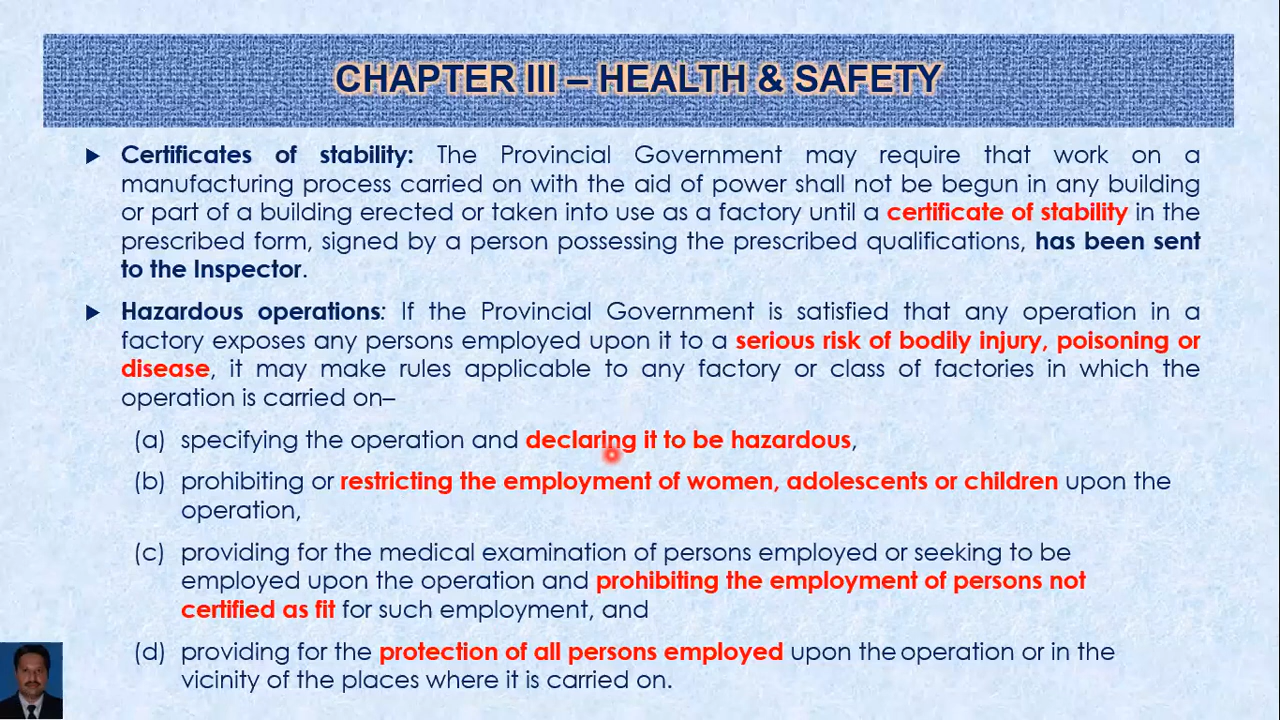 CHAPTER III – HEALTH & SAFETY
Certificates of stability: The Provincial Government may require that work on a
manufacturing process carried on with the aid of power shall not be begun in any building
or part of a building erected or taken into use as a factory until a certificate of stability in the
prescribed form, signed by a person possessing the prescribed qualifications, has been sent
to the Inspector.
Hazardous operations: If the Provincial Government is satisfied that any operation in a
factory exposes any persons employed upon it to a serious risk of bodily injury, poisoning or
disease, it may make rules applicable to any factory or class of factories in which the
operation is carried on–
(a) specifying the operation and declaring it to be hazardous,
(b) prohibiting or restricting the employment of women, adolescents or children upon the
operation,
(c) providing for the medical examination of persons employed or seeking to be
employed upon the operation and prohibiting the employment of persons not
certified as fit for such employment, and
(d) providing for the protection of all persons employed upon the operation or in the
vicinity of the places where it is carried on.